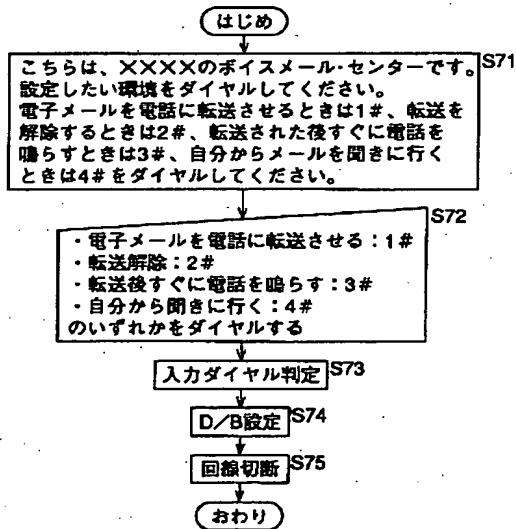 はじめ
こちらは、××××のボイスメール・センターです。
S71
設定したい環境をダイヤルしてください。
電子メールを電話に転送させるときは1#、転送を
解除するときは2#、転送された後すぐに電話を
鳴らすときは3#、自分からメールを聞きに行く
ときは4#をダイヤルしてください。
S72
・電子メールを電話に転送させる：1#
・転送解除：2#
・転送後すぐに電話を鳴らす：3#
・自分から聞きに行く：4#
のいずれかをダイヤルする
入力ダイヤル判定 S73
D／B設定 S74
回線切断 S75
おわり